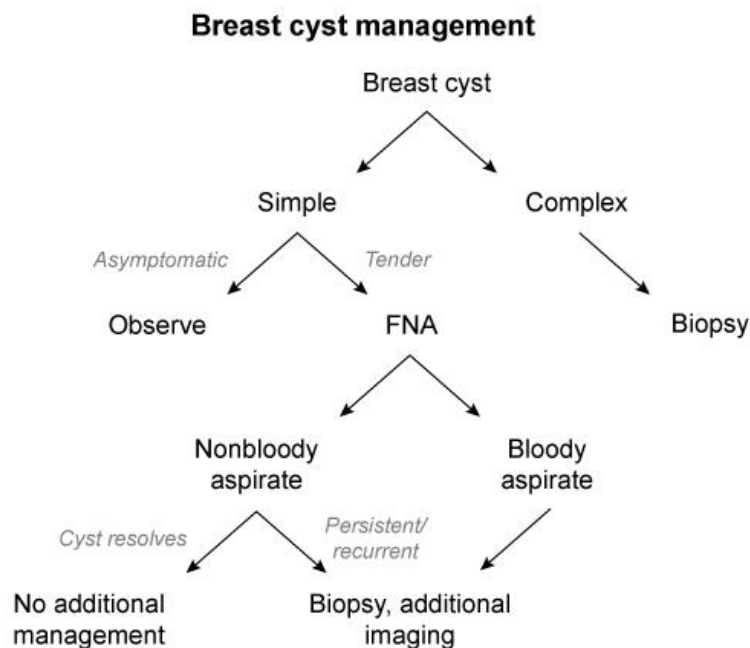 Breast cyst management
Breast cyst
Simple
Complex
Asymptomatic
Tender
Observe
FNA
Biopsy
Nonbloody
aspirate
Bloody
aspirate
Cyst resolves
Persistent/
recurrent
No additional
management
Biopsy, additional
imaging